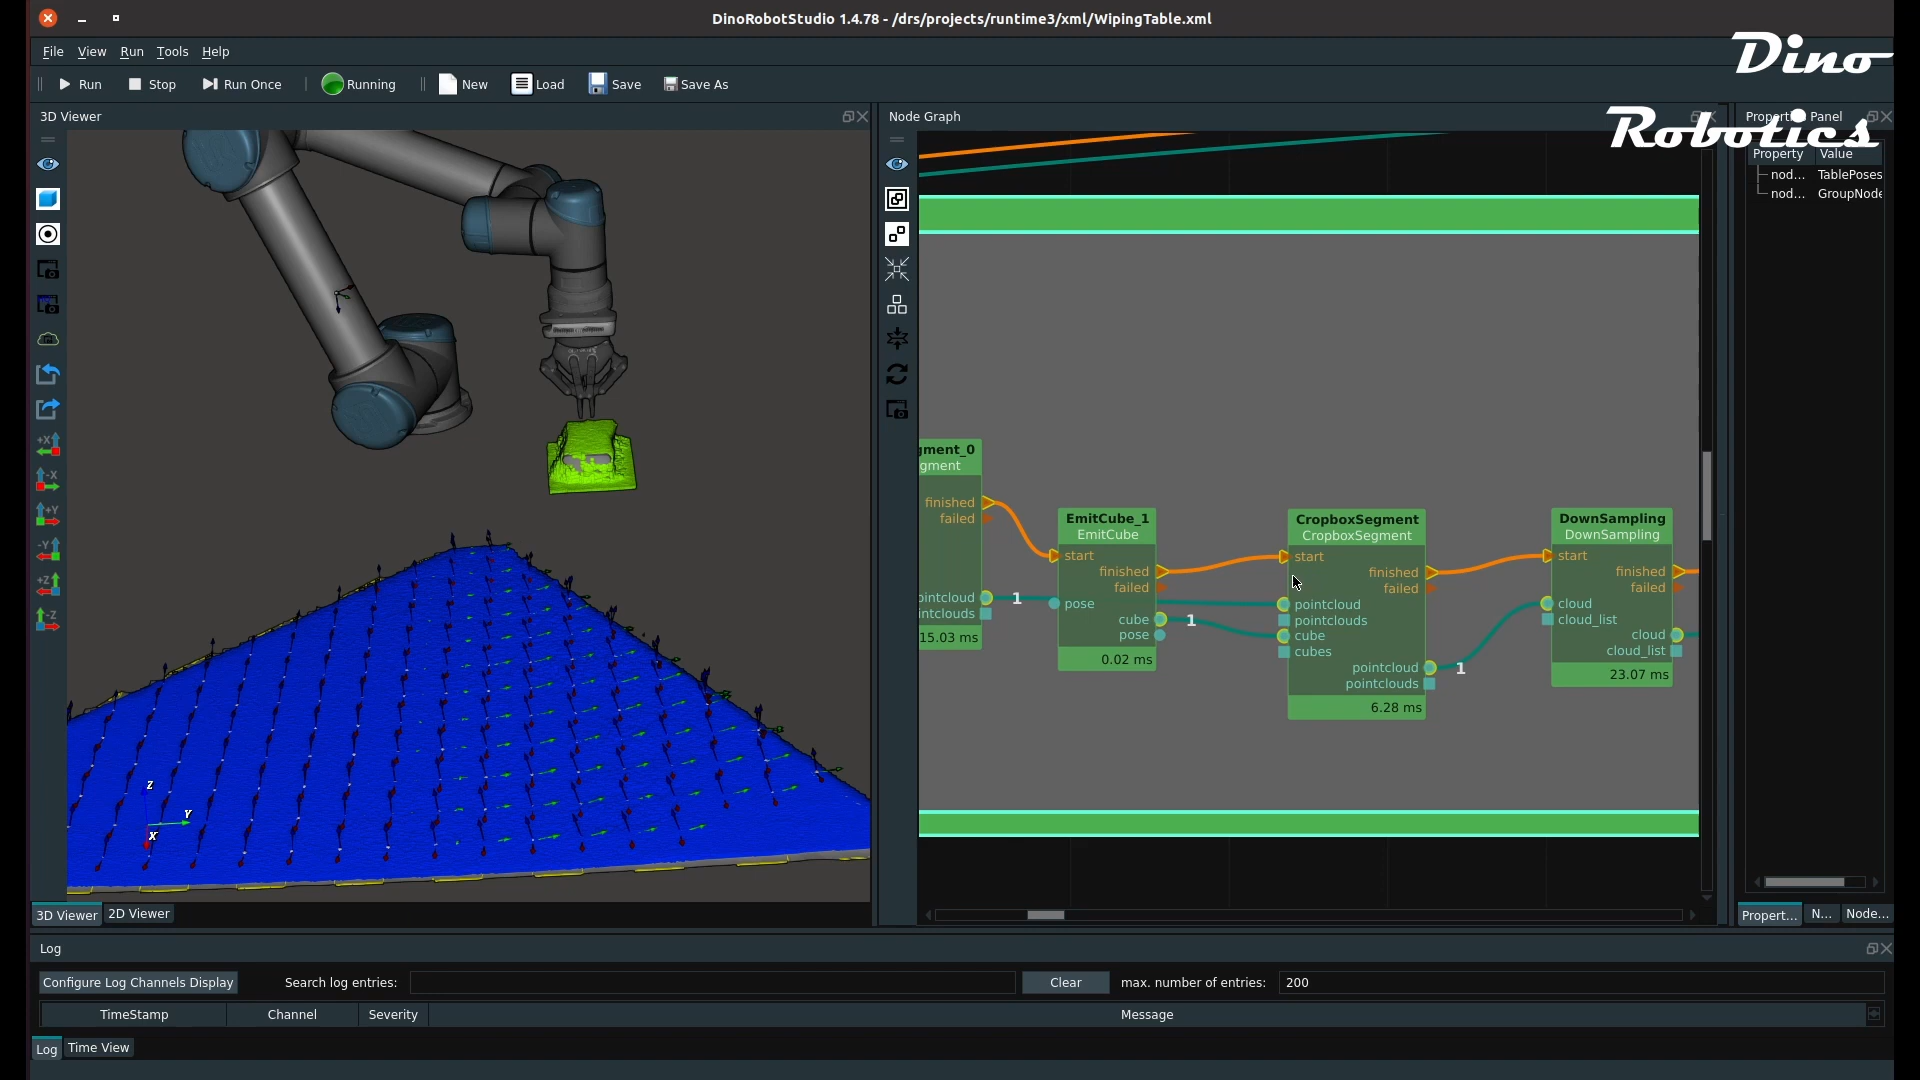 DinoRobotStudio 1.4.78 - /drs/projects/runtime3/xml/WipingTable.xml
File View Run Tools Help
Dino
Robotics
Run Stop Run Once Running New Load Save Save As
3D Viewer
Node Graph
Panel
Property Value
nod... TablePoses
nod... GroupNode
gment_0
gment
finished
failed
ointcloud
intclouds
15.03 ms
1
EmitCube_1
EmitCube
start
finished
failed
pose
cube
pose
0.02 ms
1
CropboxSegment
CropboxSegment
start
finished
failed
pointcloud
pointclouds
cube
cubes
pointcloud
pointclouds
6.28 ms
1
DownSampling
DownSampling
start
finished
failed
cloud
cloud_list
cloud
cloud_list
23.07 ms
Z
Y
X
3D Viewer 2D Viewer
Propert... N... Node...
Log
Configure Log Channels Display Search log entries: Clear max. number of entries: 200
TimeStamp Channel Severity Message
Log Time View
+X
-X
+Y
-Y
+Z
-Z